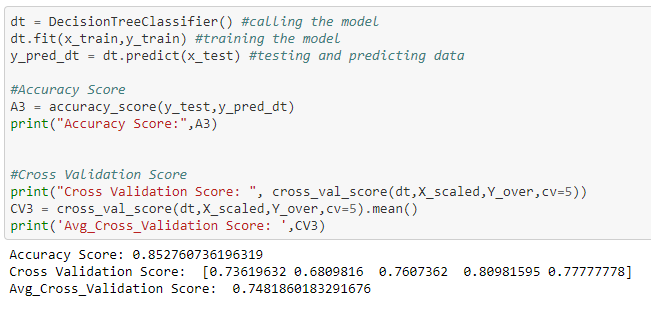 dt = DecisionTreeClassifier() #calling the model
dt.fit(x_train,y_train) #training the model
y_pred_dt = dt.predict(x_test) #testing and predicting data
#Accuracy Score
A3 = accuracy_score(y_test,y_pred_dt)
print("Accuracy Score:",A3)
#Cross Validation Score
print("Cross Validation Score: ", cross_val_score(dt,X_scaled,Y_over,cv=5))
CV3 = cross_val_score(dt,X_scaled,Y_over,cv=5).mean()
print('Avg_Cross_Validation Score: ',CV3)
Accuracy Score: 0.852760736196319
Cross Validation Score:  [0.73619632 0.6809816  0.7607362  0.80981595 0.77777778]
Avg_Cross_Validation Score:  0.7481860183291676